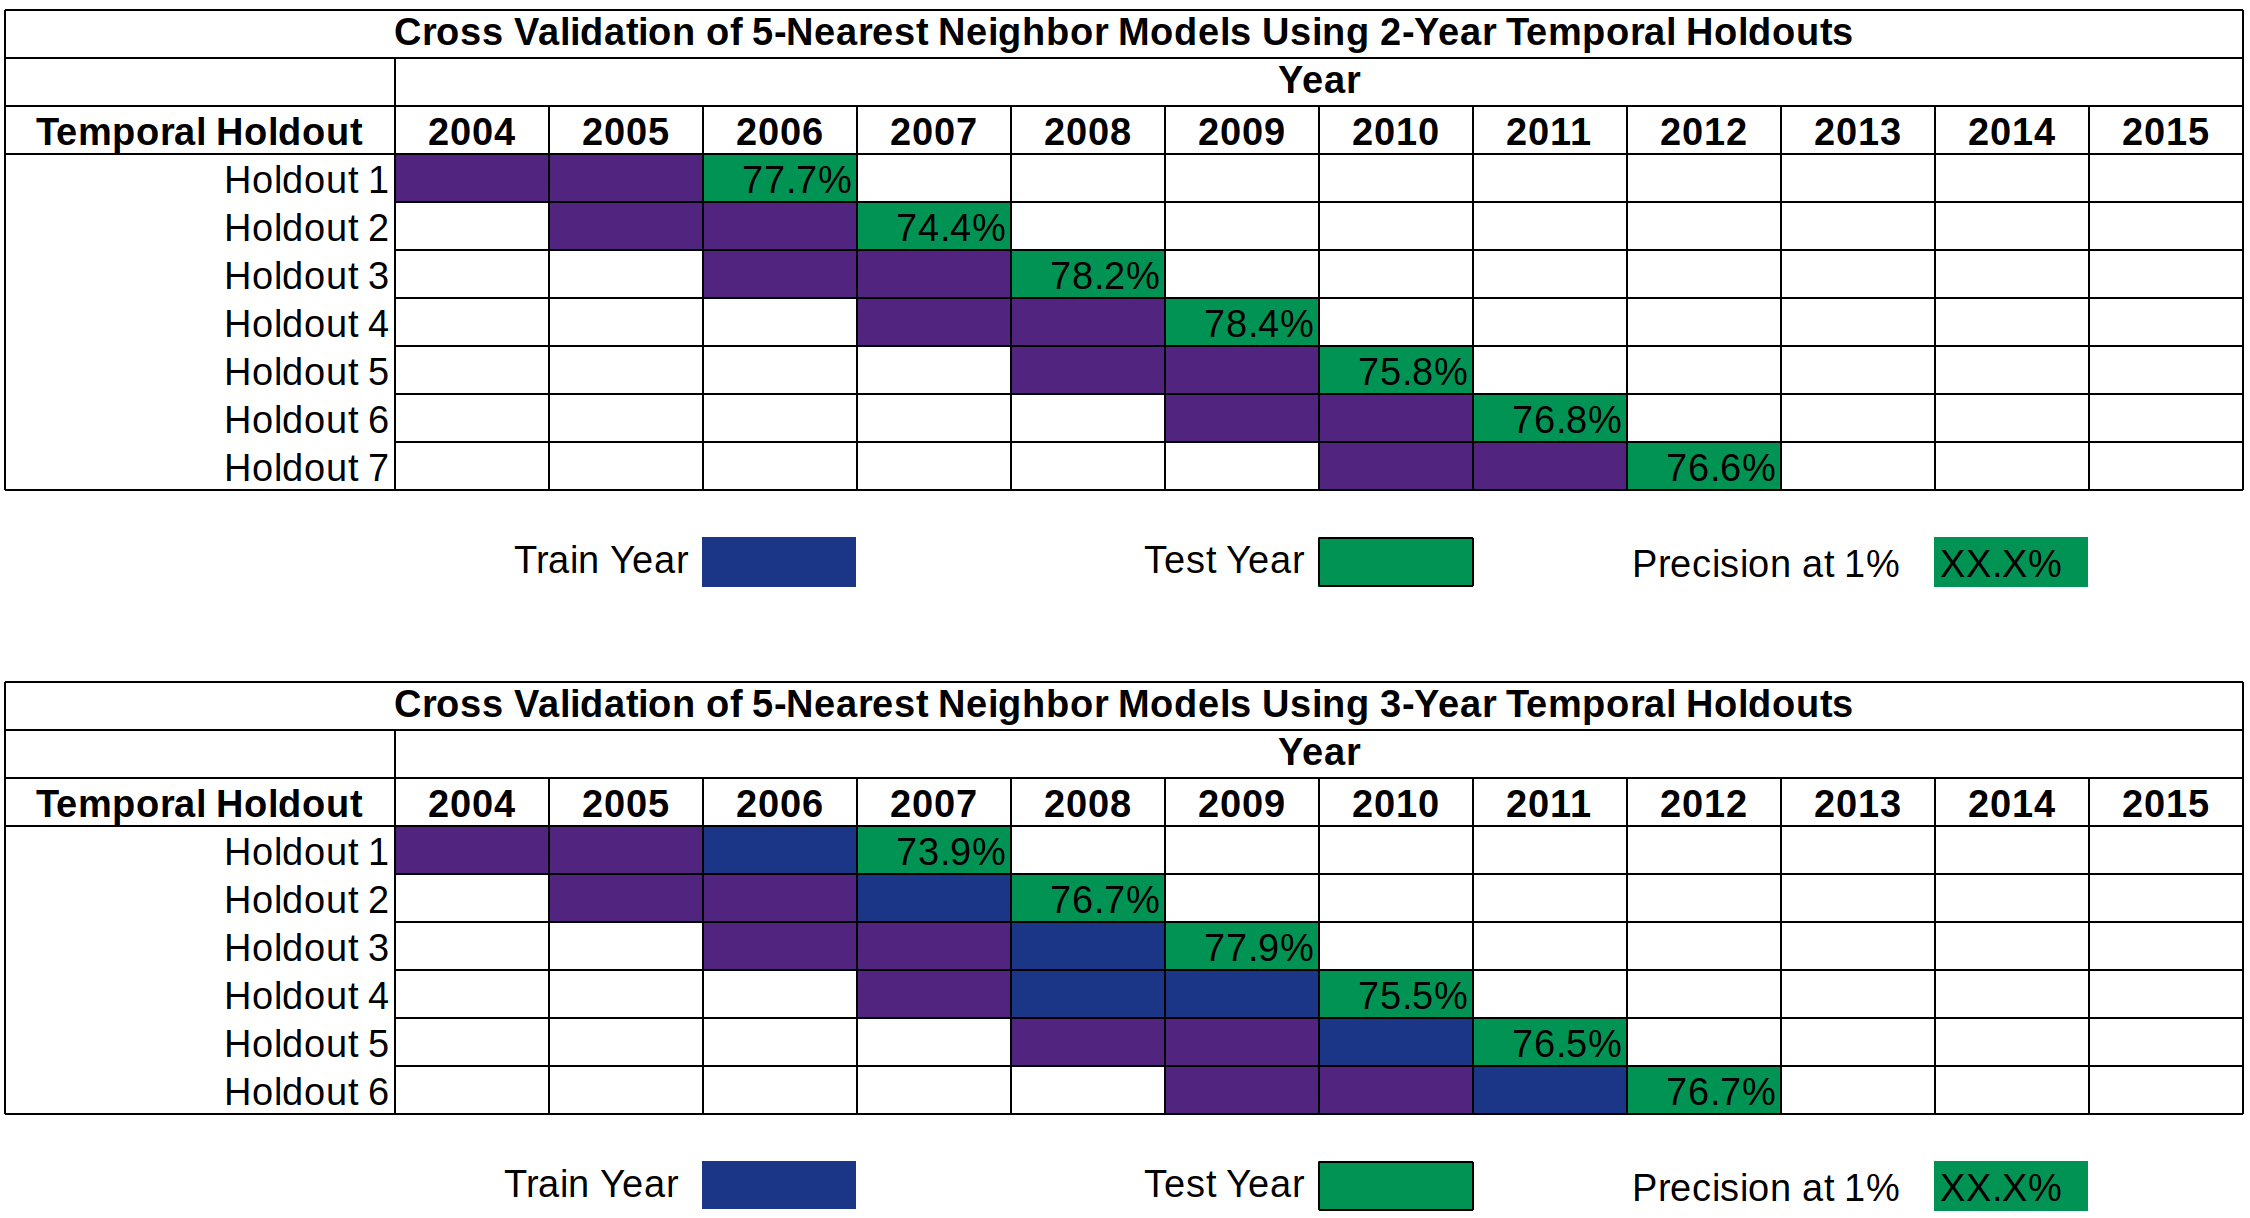 Cross Validation of 5-Nearest Neighbor Models Using 2-Year Temporal Holdouts
Year
Temporal Holdout 2004 2005 2006 2007 2008 2009 2010 2011 2012 2013 2014 2015
Holdout 1 77.7%
Holdout 2 74.4%
Holdout 3 78.2%
Holdout 4 78.4%
Holdout 5 75.8%
Holdout 6 76.8%
Holdout 7 76.6%
Train Year Test Year Precision at 1% XX.X%
Cross Validation of 5-Nearest Neighbor Models Using 3-Year Temporal Holdouts
Year
Temporal Holdout 2004 2005 2006 2007 2008 2009 2010 2011 2012 2013 2014 2015
Holdout 1 73.9%
Holdout 2 76.7%
Holdout 3 77.9%
Holdout 4 75.5%
Holdout 5 76.5%
Holdout 6 76.7%
Train Year Test Year Precision at 1% XX.X%